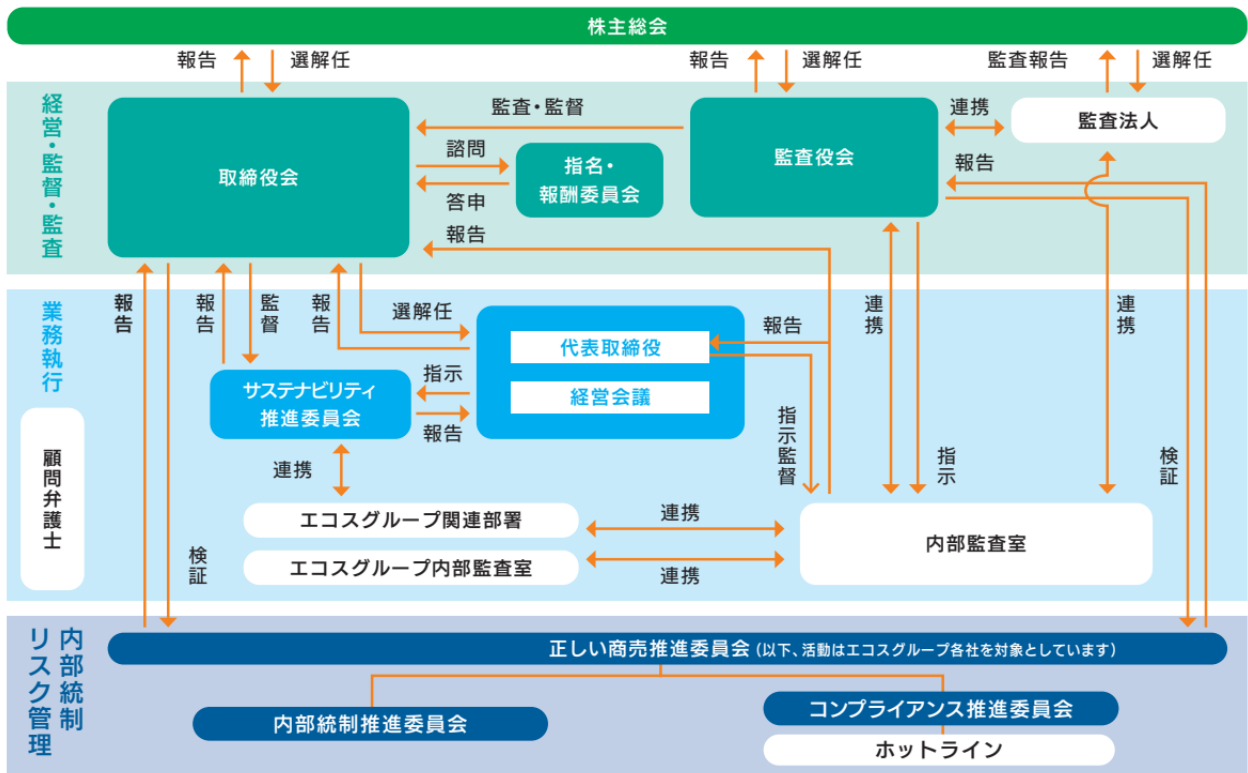 株主総会
報告
選解任
報告
選解任
監査報告
選解任
経営・監督・監査
取締役会
監査・監督
諮問
答申
指名・
報酬委員会
監査役会
連携
監査法人
報告
報告
業務執行
報告
報告
監督
報告
選解任
代表取締役
経営会議
報告
連携
連携
サステナビリティ
推進委員会
指示
報告
指示監督
指示
検証
顧問弁護士
連携
エコスグループ関連部署
連携
エコスグループ内部監査室
連携
内部監査室
検証
内部統制
リスク管理
正しい商売推進委員会(以下、活動はエコスグループ各社を対象としています)
内部統制推進委員会
コンプライアンス推進委員会
ホットライン